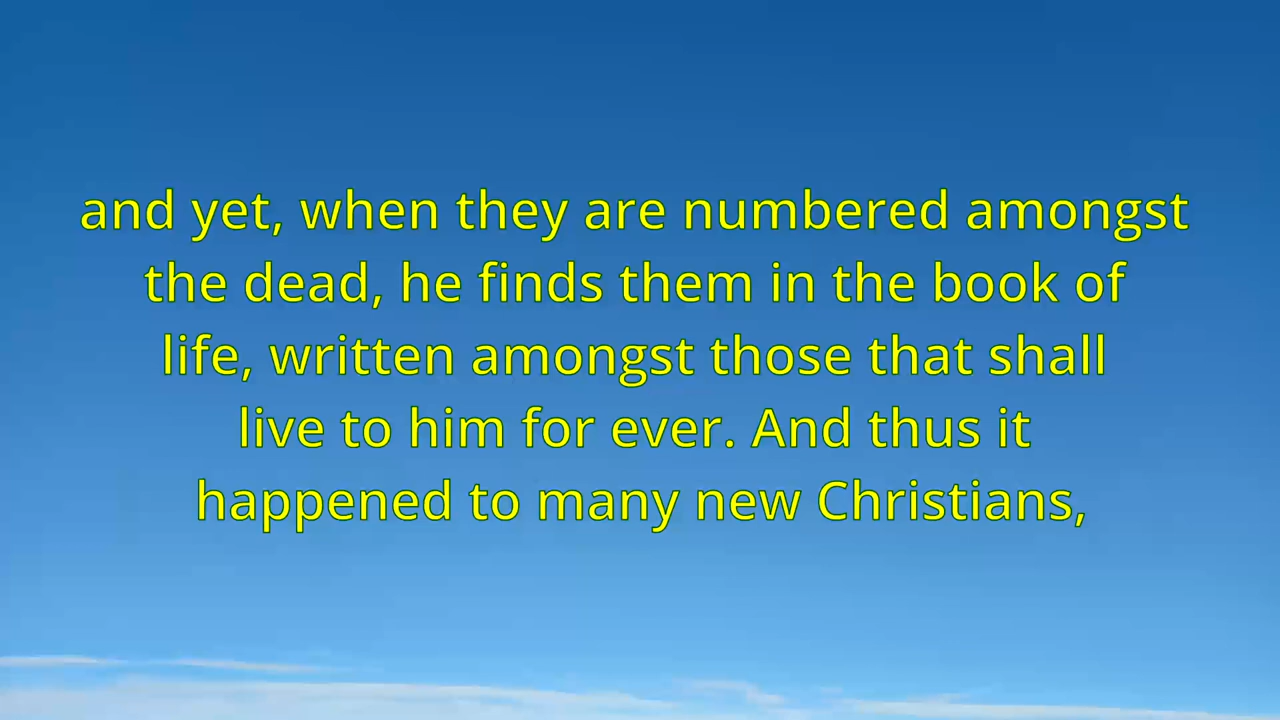 and yet, when they are numbered amongst
the dead, he finds them in the book of
life, written amongst those that shall
live to him for ever. And thus it
happened to many new Christians,